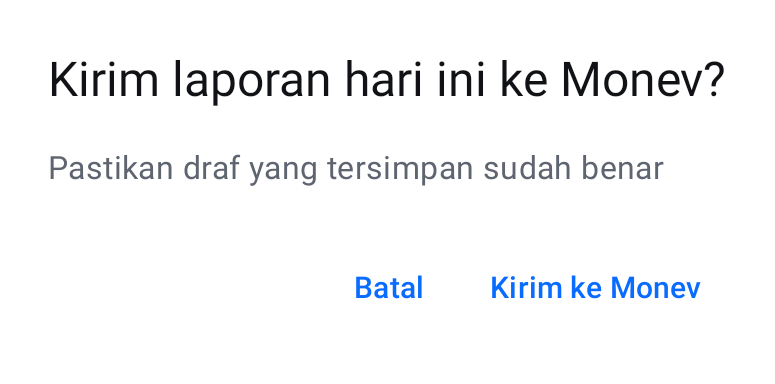 Kirim laporan hari ini ke Monev?
Pastikan draf yang tersimpan sudah benar
Batal
Kirim ke Monev